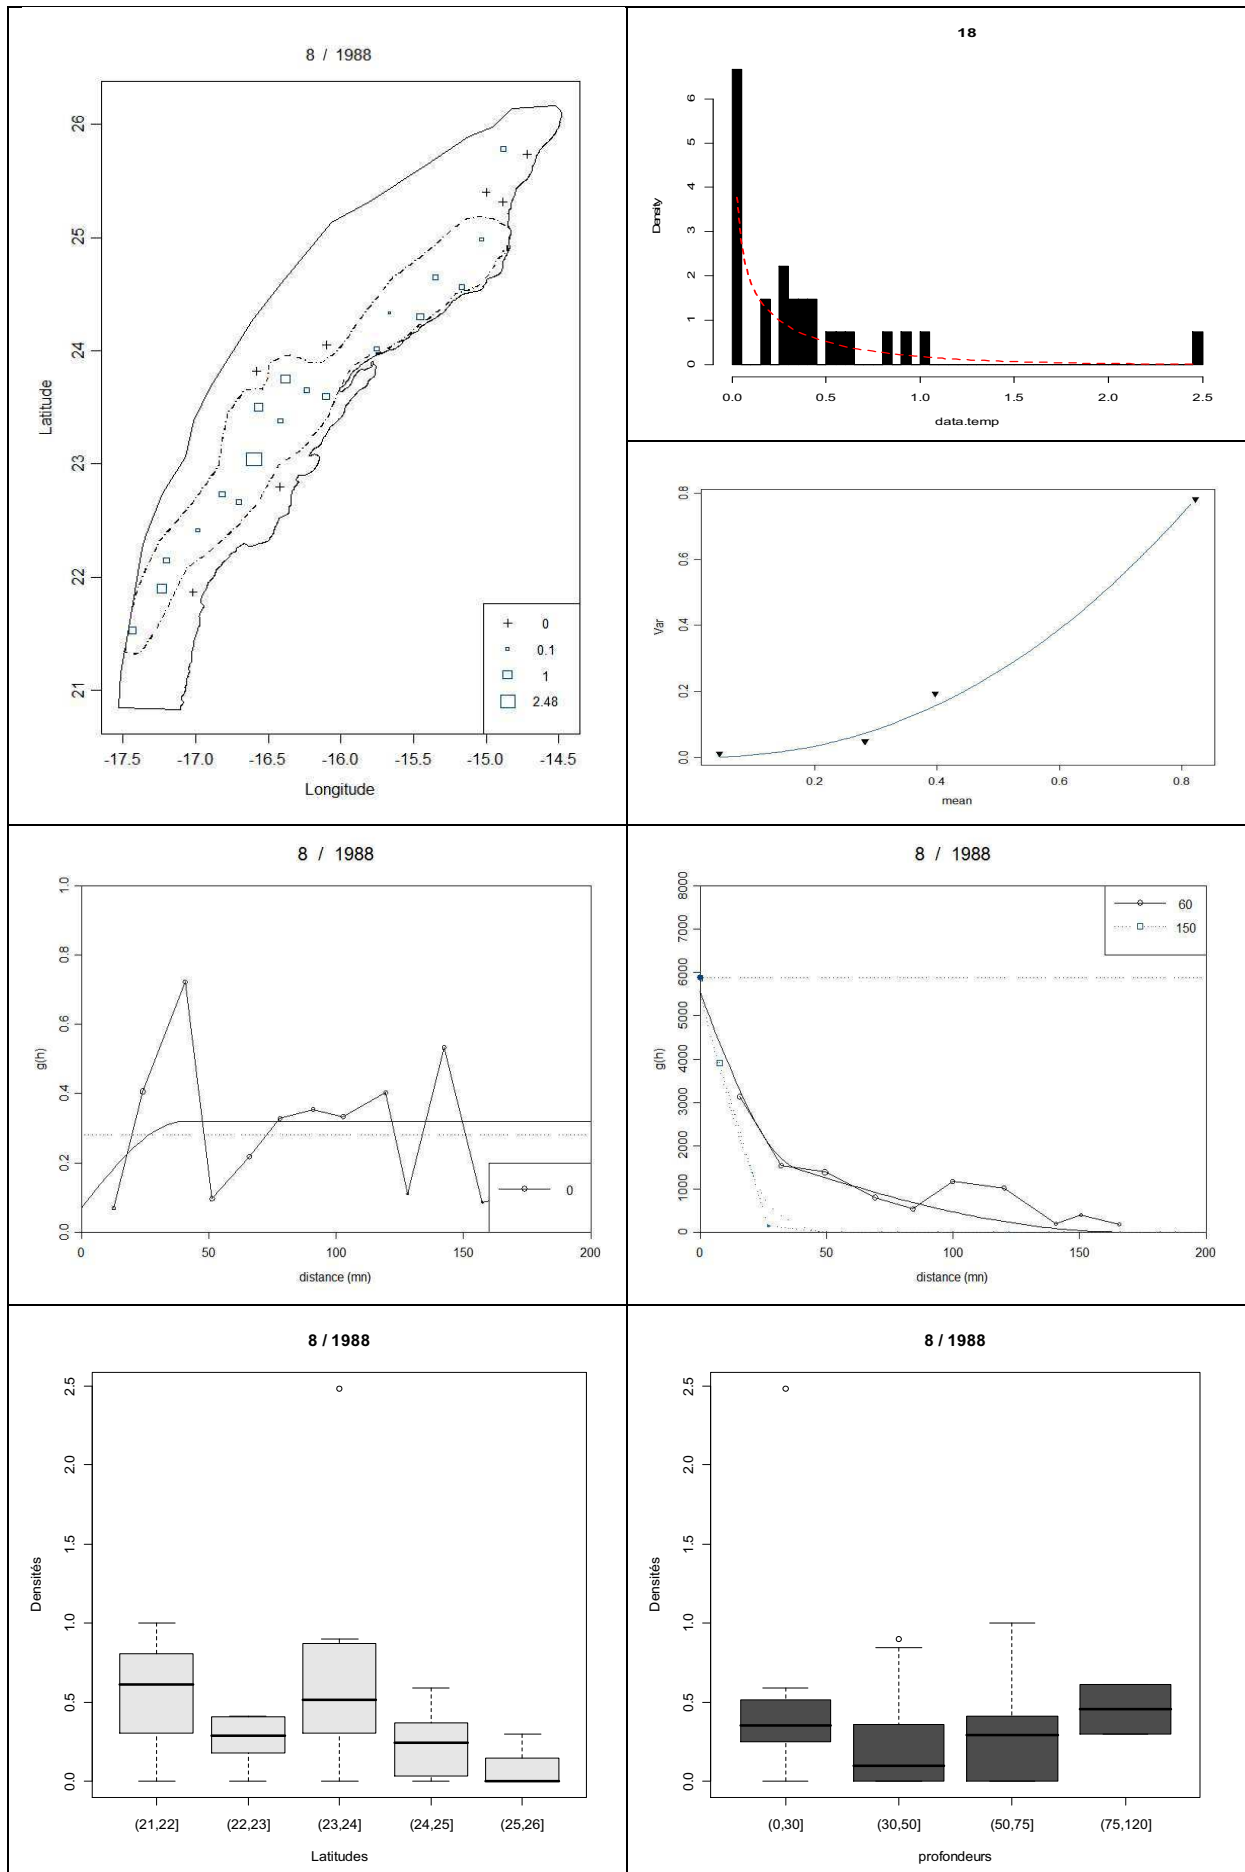 8 / 1988
26
25
24
23
22
21
Latitude
0
0.1
1
2.48
-17.5 -17.0 -16.5 -16.0 -15.5 -15.0 -14.5
Longitude
18
6
5
4
3
2
1
0
Density
0.0 0.5 1.0 1.5 2.0 2.5
data.temp
0.8
0.6
0.4
0.2
0.0
Var
0.2 0.4 0.6 0.8
mean
8 / 1988
1.0
0.8
0.6
0.4
0.2
0.0
g(h)
0
0 50 100 150 200
distance (mn)
8 / 1988
8000
7000
6000
5000
4000
3000
2000
1000
0
g(h)
60
150
0 50 100 150 200
distance (mn)
8 / 1988
2.5
2.0
1.5
1.0
0.5
0.0
Densités
(21,22] (22,23] (23,24] (24,25] (25,26]
Latitudes
8 / 1988
2.5
2.0
1.5
1.0
0.5
0.0
Densités
(0,30] (30,50] (50,75] (75,120]
profondeurs